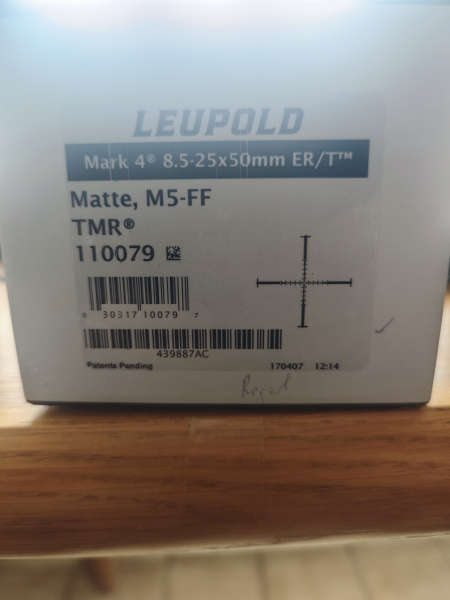 LEUPOLD
Mark 4® 8.5-25x50mm ER/T™
Matte, M5-FF
TMR®
110079
0 30317 10079 7
439887AC
Patents Pending 170407 12:14